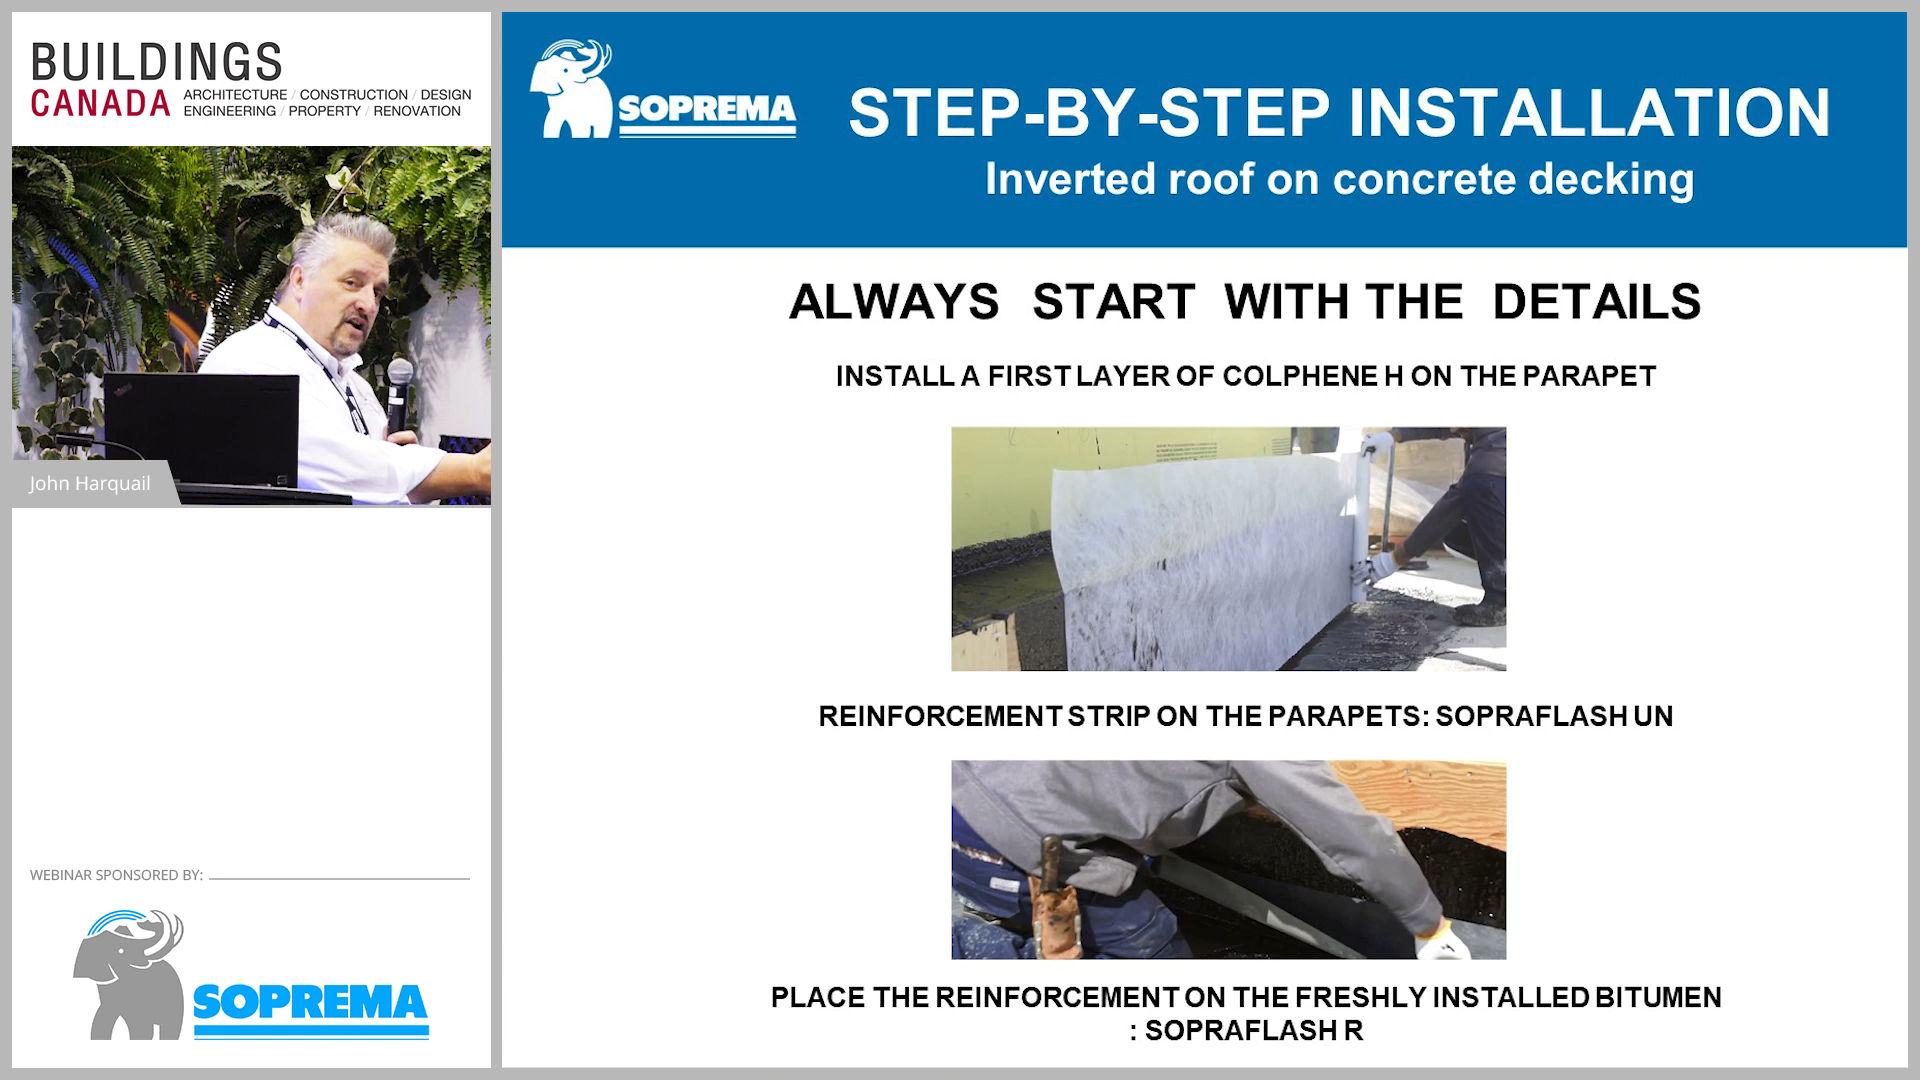 BUILDINGS
CANADA
ARCHITECTURE / CONSTRUCTION / DESIGN
ENGINEERING / PROPERTY / RENOVATION
John Harquail
WEBINAR SPONSORED BY:
SOPREMA
SOPREMA
STEP-BY-STEP INSTALLATION
Inverted roof on concrete decking
ALWAYS START WITH THE DETAILS
INSTALL A FIRST LAYER OF COLPHENE H ON THE PARAPET
REINFORCEMENT STRIP ON THE PARAPETS: SOPRAFLASH UN
PLACE THE REINFORCEMENT ON THE FRESHLY INSTALLED BITUMEN
: SOPRAFLASH R